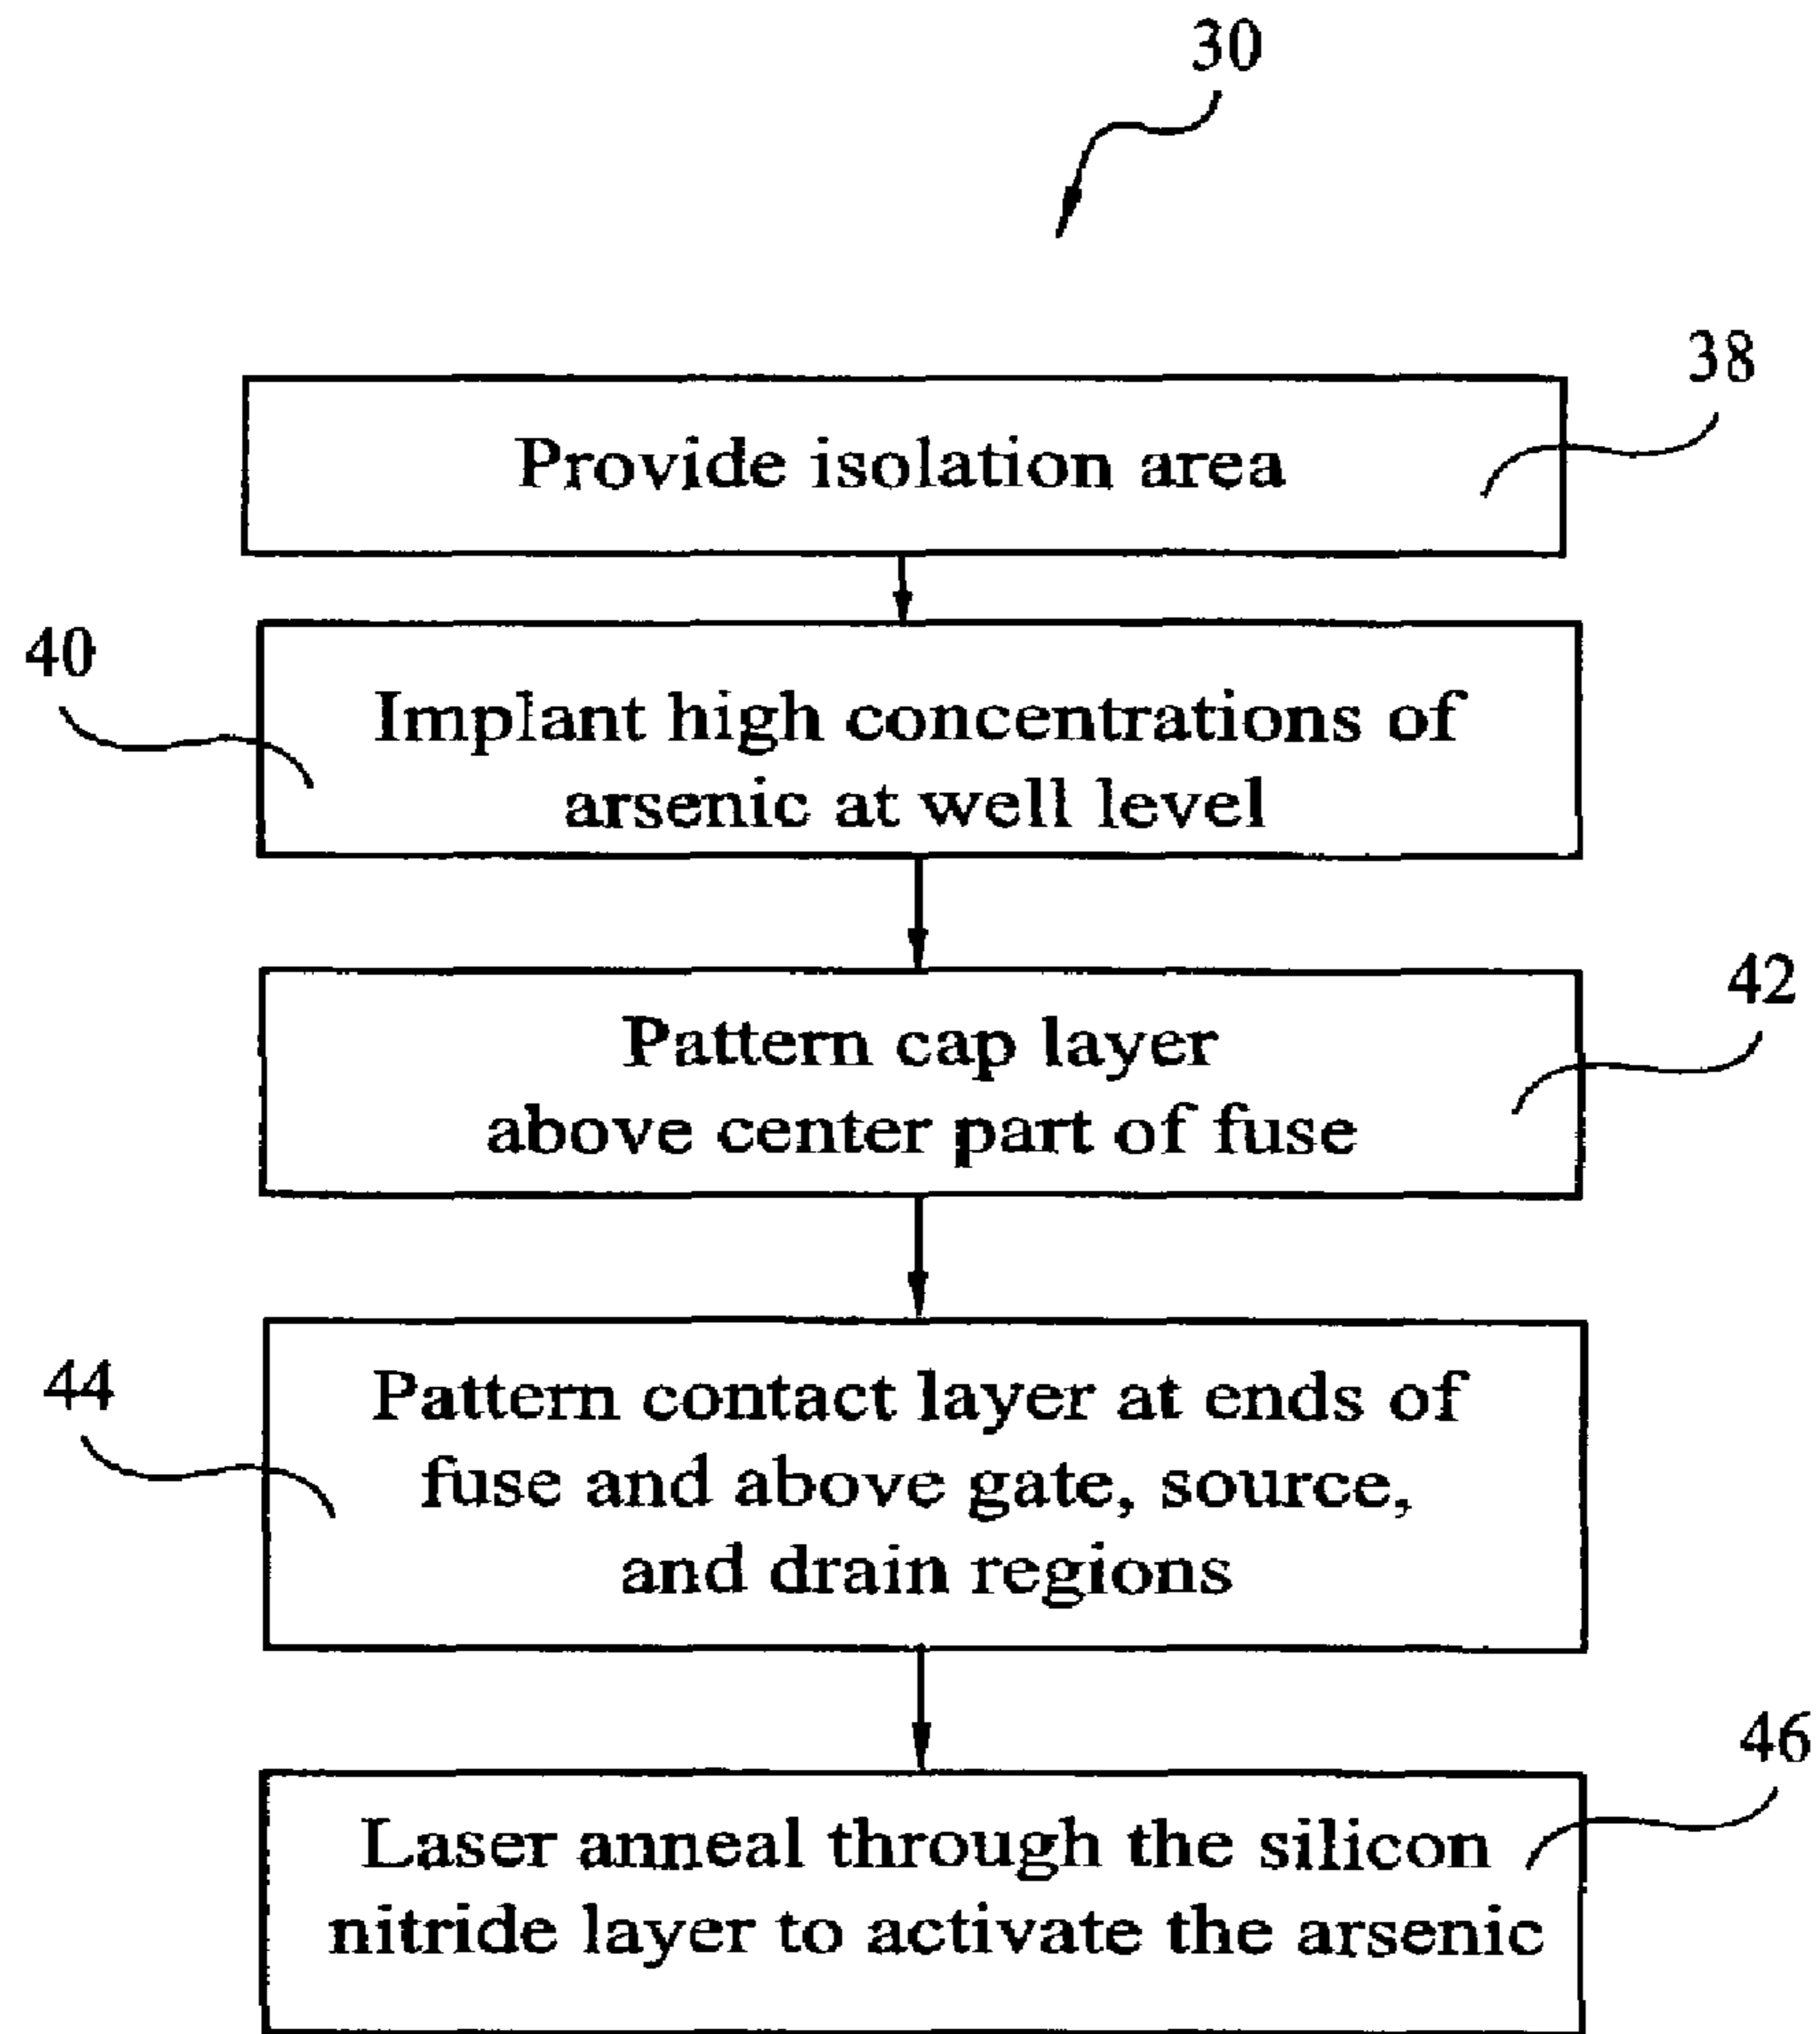 30
38
Provide isolation area
40
Implant high concentrations of
arsenic at well level
42
Pattern cap layer
above center part of fuse
44
Pattern contact layer at ends of
fuse and above gate, source,
and drain regions
46
Laser anneal through the silicon
nitride layer to activate the arsenic